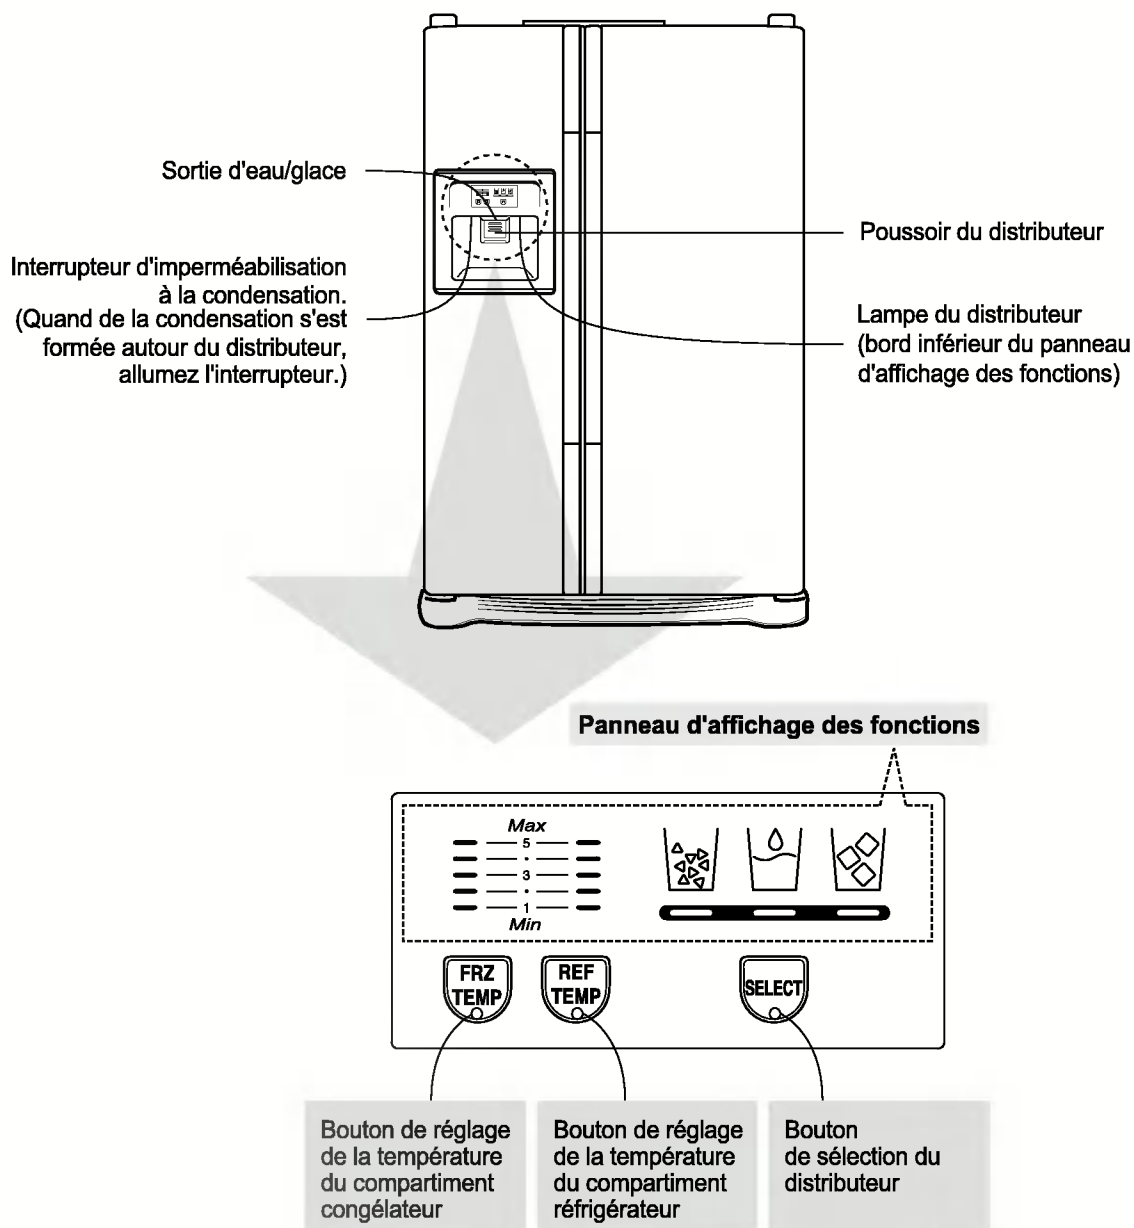 Sortie d'eau/glace
Interrupteur d'imperméabilisation
à la condensation.
(Quand de la condensation s'est
formée autour du distributeur,
allumez l'interrupteur.)
Poussoir du distributeur
Lampe du distributeur
(bord inférieur du panneau
d'affichage des fonctions)
Panneau d'affichage des fonctions
Max
5
3
1
Min
FRZ
TEMP
REF
TEMP
SELECT
Bouton de réglage
de la température
du compartiment
congélateur
Bouton de réglage
de la température
du compartiment
réfrigérateur
Bouton
de sélection du
distributeur